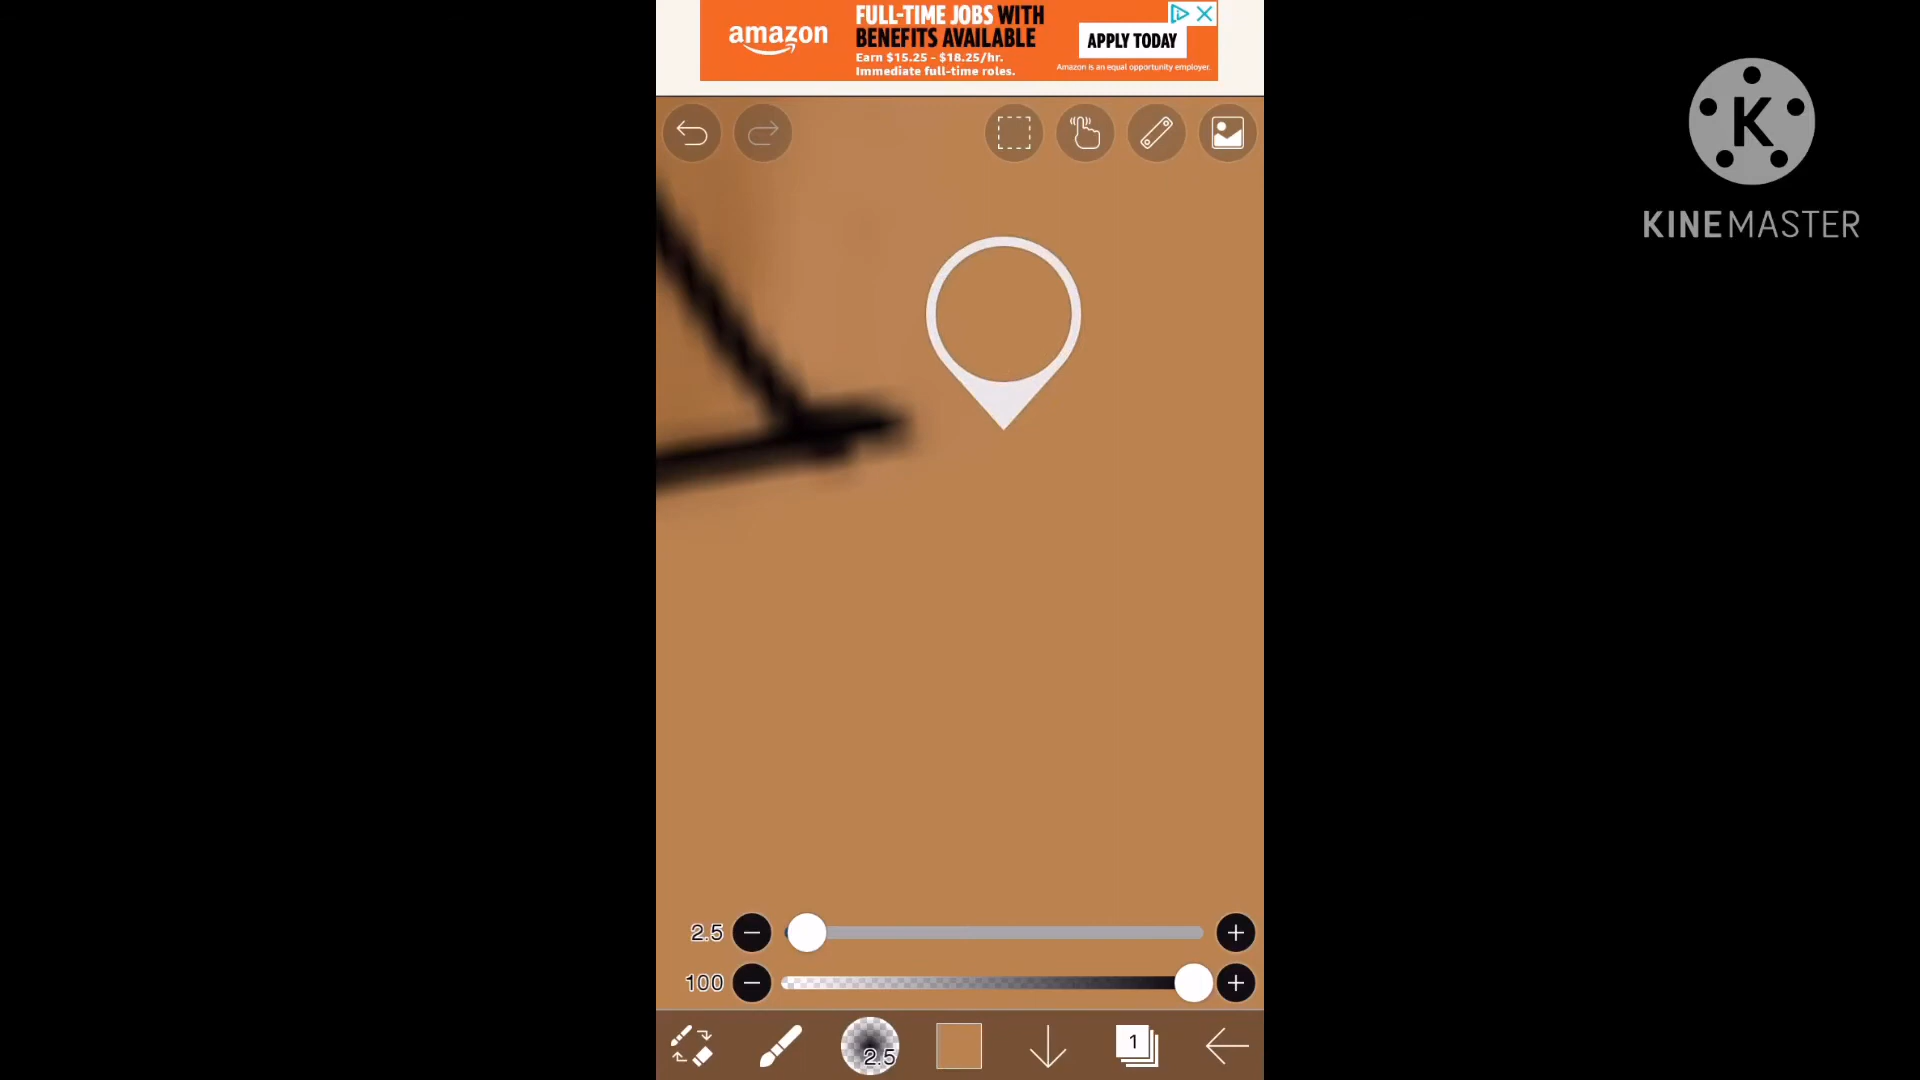 amazon
FULL-TIME JOBS WITH
BENEFITS AVAILABLE
Earn $15.25 - $18.25/hr.
Immediate full-time roles.
APPLY TODAY
Amazon is an equal opportunity employer.
K
KINEMASTER
2.5
100
2.5
1